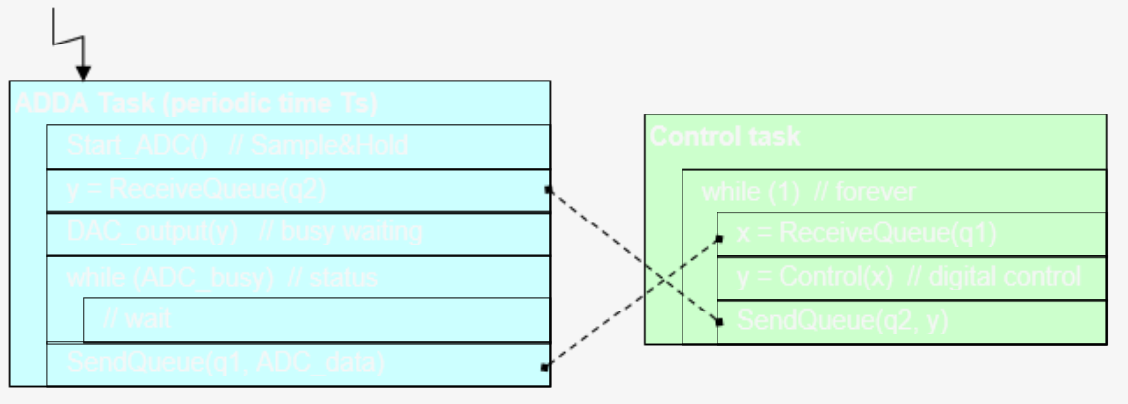 ADDA Task (periodic time Ts)
Start_ADC() // Sample&Hold
y = ReceiveQueue(q2)
DAC_output(y) // busy waiting
while (ADC_busy) // status
// wait
SendQueue(q1, ADC_data)
Control task
while (1) // forever
x = ReceiveQueue(q1)
y = Control(x) // digital control
SendQueue(q2, y)